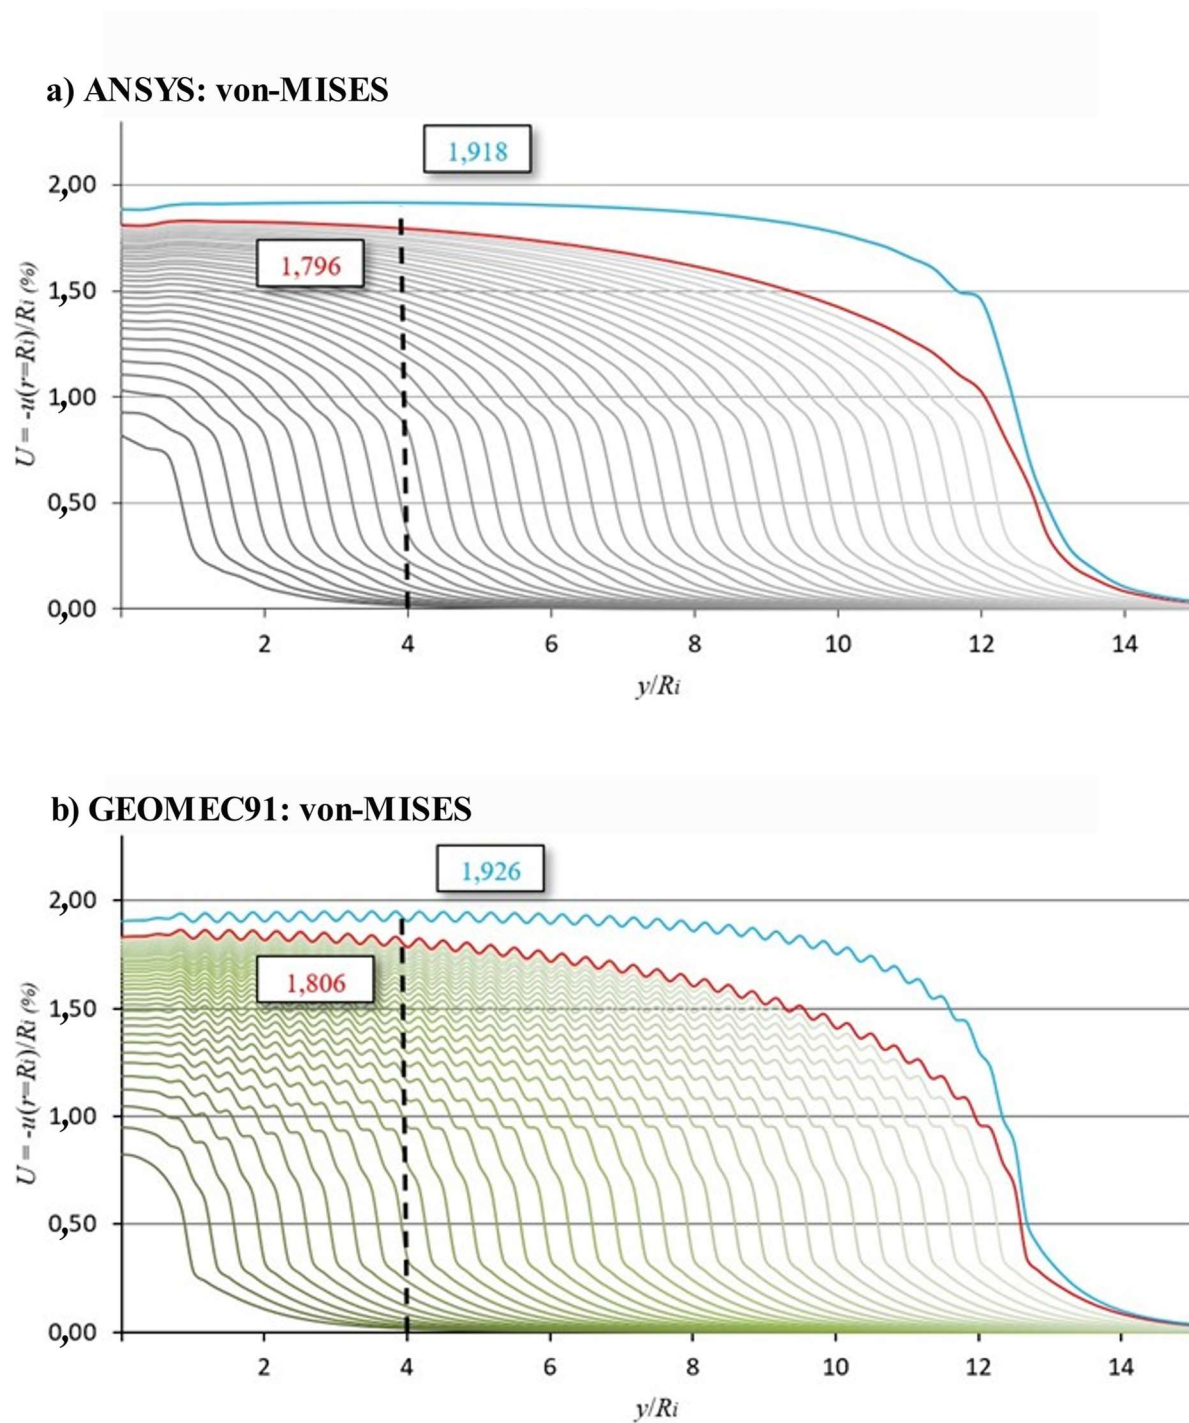 a) ANSYS: von-MISES
1,918
2,00
1,796
1,50
1,00
0,50
0,00
U = -u(r=Ri)/Ri (%)
2 4 6 8 10 12 14
y/Ri
b) GEOMEC91: von-MISES
1,926
2,00
1,806
1,50
1,00
0,50
0,00
U = -u(r=Ri)/Ri (%)
2 4 6 8 10 12 14
y/Ri